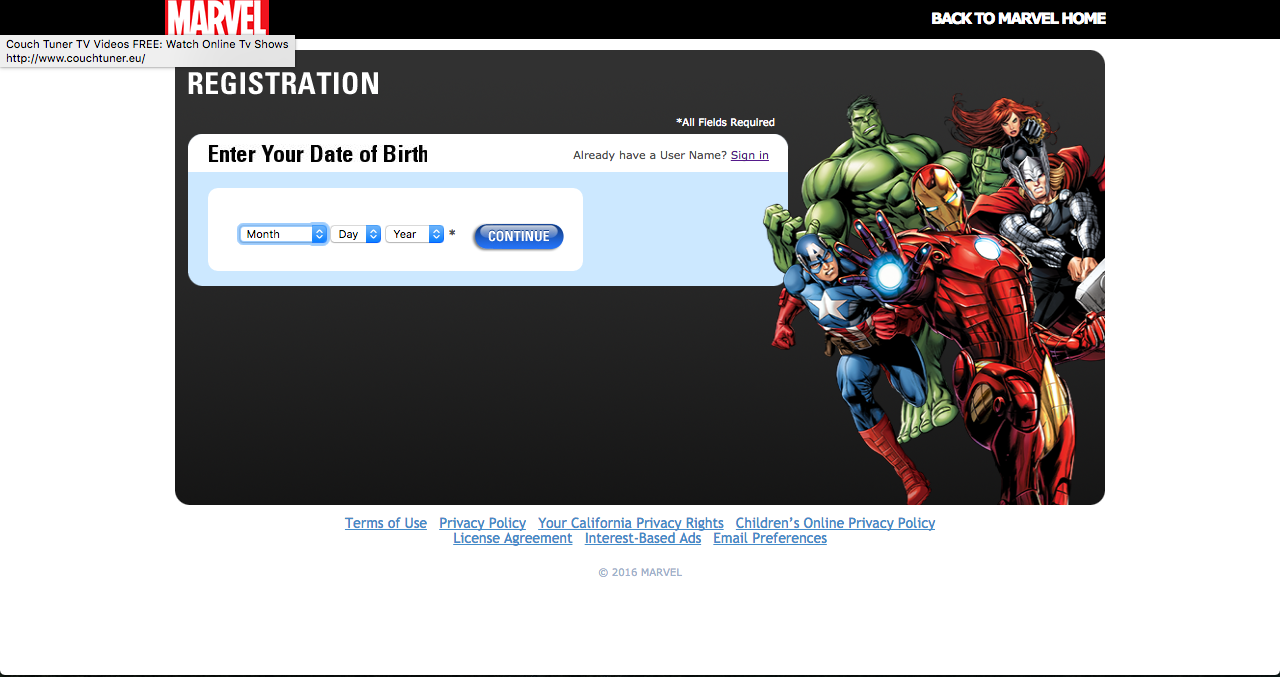 MARVEL
BACK TO MARVEL HOME
Couch Tuner TV Videos FREE: Watch Online Tv Shows
http://www.couchtuner.eu/
REGISTRATION
*All Fields Required
Enter Your Date of Birth
Already have a User Name? Sign in
Month Day Year * CONTINUE
Terms of Use Privacy Policy Your California Privacy Rights Children's Online Privacy Policy
License Agreement Interest-Based Ads Email Preferences
© 2016 MARVEL